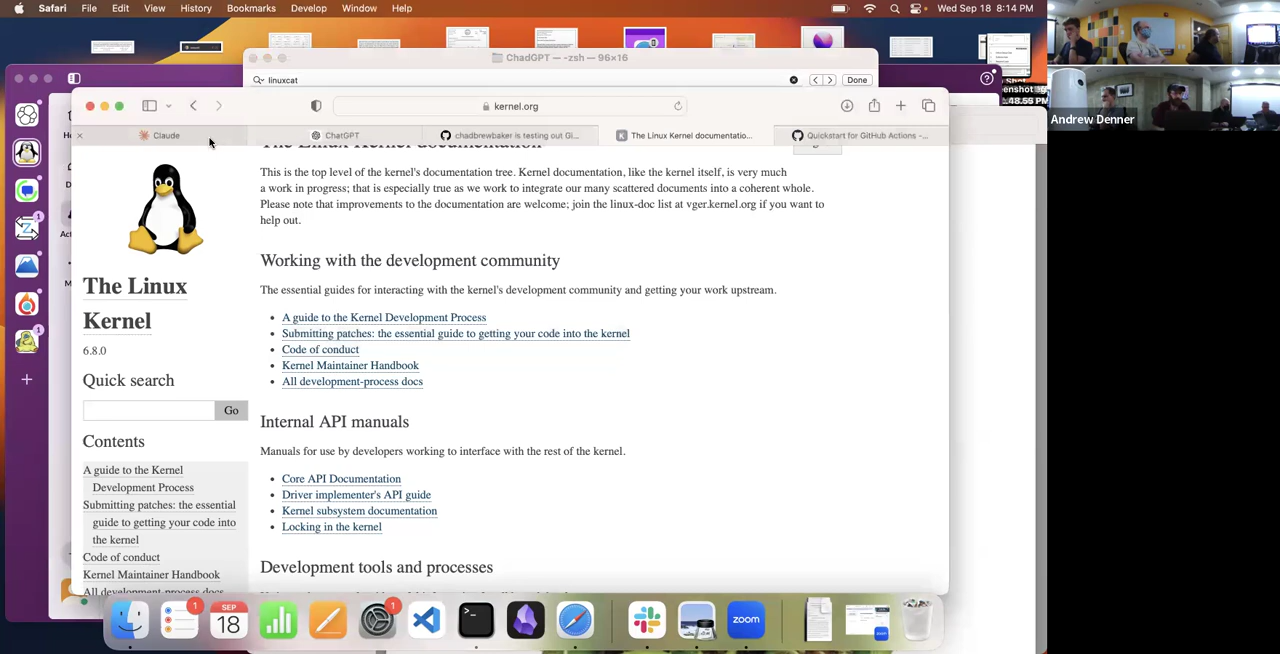 Safari File Edit View History Bookmarks Develop Window Help
Wed Sep 18 8:14 PM
ChadGPT — -zsh — 96×16
linuxcat
Done
kernel.org
Claude
ChatGPT
chadbrewbaker is testing out Gi...
The Linux Kernel documentatio...
Quickstart for GitHub Actions -...
Andrew Denner
This is the top level of the kernel's documentation tree. Kernel documentation, like the kernel itself, is very much
a work in progress; that is especially true as we work to integrate our many scattered documents into a coherent whole.
Please note that improvements to the documentation are welcome; join the linux-doc list at vger.kernel.org if you want to
help out.
Working with the development community
The essential guides for interacting with the kernel's development community and getting your work upstream.
A guide to the Kernel Development Process
Submitting patches: the essential guide to getting your code into the kernel
Code of conduct
Kernel Maintainer Handbook
All development-process docs
Internal API manuals
Manuals for use by developers working to interface with the rest of the kernel.
Core API Documentation
Driver implementer's API guide
Kernel subsystem documentation
Locking in the kernel
Development tools and processes
The Linux
Kernel
6.8.0
Quick search
Go
Contents
A guide to the Kernel
Development Process
Submitting patches: the essential
guide to getting your code into
the kernel
Code of conduct
Kernel Maintainer Handbook
All development-process docs
1
SEP
18
1
zoom